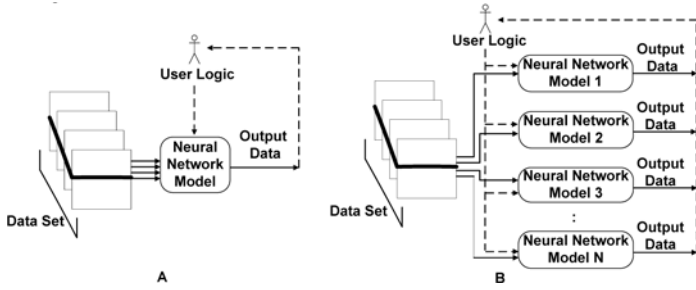 User Logic
Neural
Network
Model
Output
Data
Data Set
A
User Logic
Neural Network
Model 1
Output
Data
Neural Network
Model 2
Output
Data
Neural Network
Model 3
Output
Data
:
Neural Network
Model N
Output
Data
Data Set
B